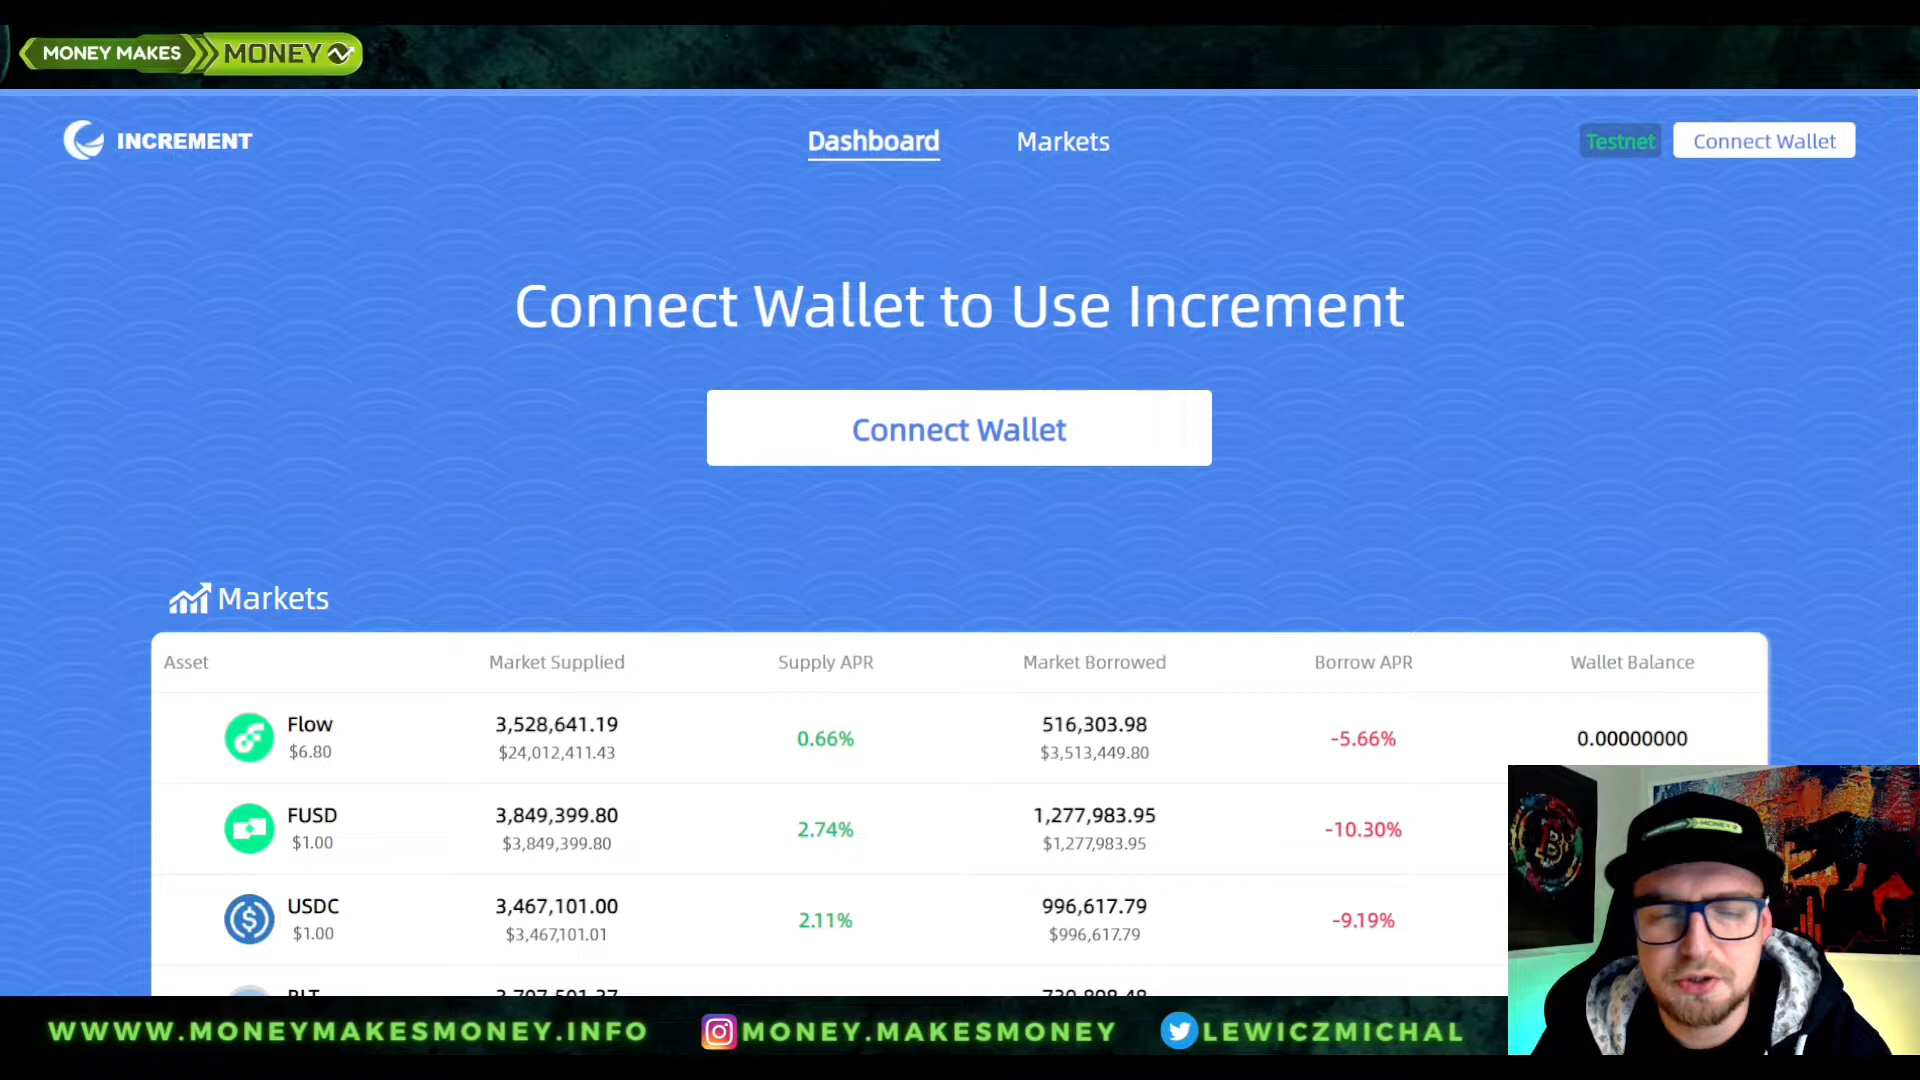 MONEY MAKES MONEY
INCREMENT
Dashboard
Markets
Testnet
Connect Wallet
Connect Wallet to Use Increment
Connect Wallet
Markets
Asset
Market Supplied
Supply APR
Market Borrowed
Borrow APR
Wallet Balance
Flow
$6.80
3,528,641.19
$24,012,411.43
0.66%
516,303.98
$3,513,449.80
-5.66%
0.00000000
FUSD
$1.00
3,849,399.80
$3,849,399.80
2.74%
1,277,983.95
$1,277,983.95
-10.30%
USDC
$1.00
3,467,101.00
$3,467,101.01
2.11%
996,617.79
$996,617.79
-9.19%
WWWW.MONEYMAKESMONEY.INFO
MONEY.MAKESMONEY
LEWICZMICHAL